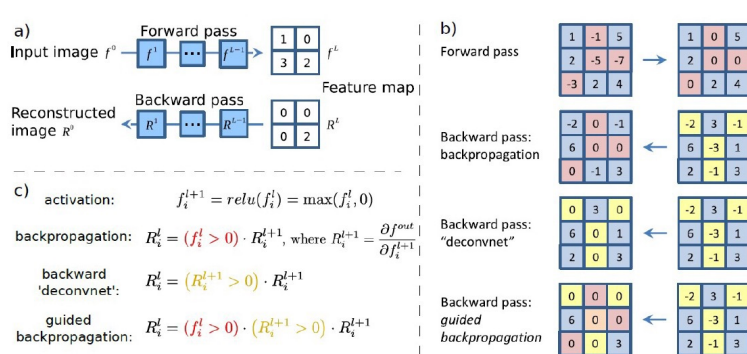 a)
Forward pass
Input image f⁰ f¹ ... f^{L-1} 1 0 3 2 f^L
Feature map
Backward pass
Reconstructed image R⁰ R¹ ... R^{L-1} 0 0 0 2 R^L
c)
activation: f_i^{l+1} = relu(f_i^l) = max(f_i^l, 0)
backpropagation: R_i^l = (f_i^l > 0) · R_i^{l+1}, where R_i^{l+1} = ∂f^{out} / ∂f_i^{l+1}
backward 'deconvnet': R_i^l = (R_i^{l+1} > 0) · R_i^{l+1}
guided backpropagation: R_i^l = (f_i^l > 0) · (R_i^{l+1} > 0) · R_i^{l+1}
b)
Forward pass
1 -1 5 1 0 5
2 -5 -7 2 0 0
-3 2 4 0 2 4
Backward pass:
backpropagation
-2 0 -1 -2 3 -1
6 0 0 6 -3 1
0 -1 3 2 -1 3
Backward pass:
"deconvnet"
0 3 0 -2 3 -1
6 0 1 6 -3 1
2 0 3 2 -1 3
Backward pass:
guided
backpropagation
0 0 0 -2 3 -1
6 0 0 6 -3 1
0 0 3 2 -1 3